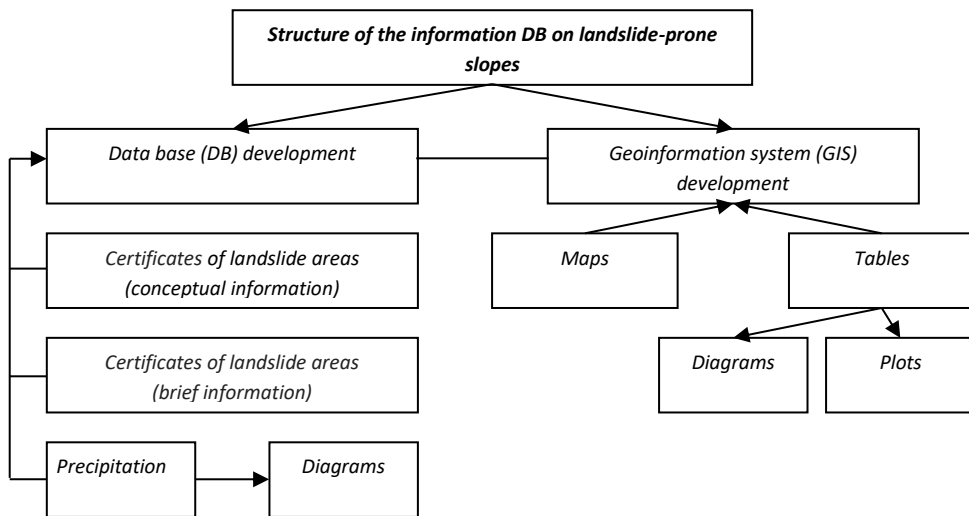 Structure of the information DB on landslide-prone
slopes
Data base (DB) development
Geoinformation system (GIS)
development
Certificates of landslide areas
(conceptual information)
Maps
Tables
Certificates of landslide areas
(brief information)
Diagrams
Plots
Precipitation
Diagrams